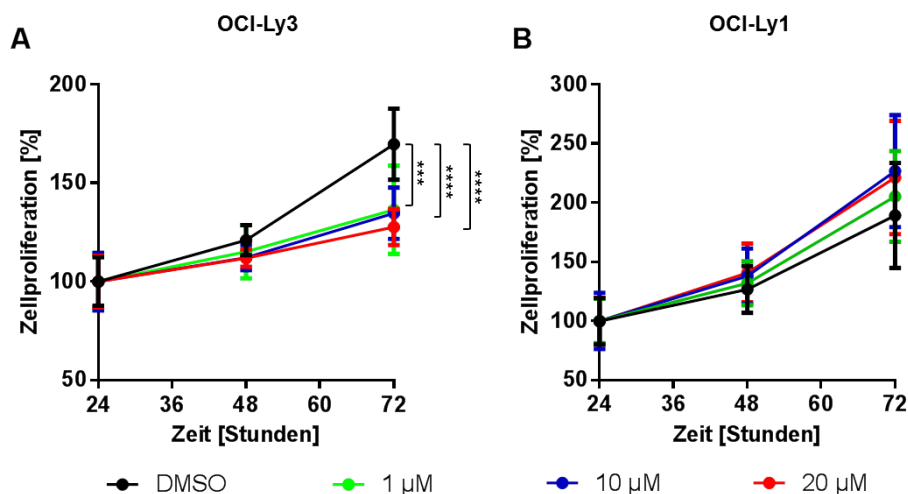 OCI-Ly3
OCI-Ly1
A
B
Zellproliferation [%]
200
150
100
50
***
****
****
24 36 48 60 72
Zeit [Stunden]
Zellproliferation [%]
300
250
200
150
100
50
24 36 48 60 72
Zeit [Stunden]
DMSO 1 µM 10 µM 20 µM